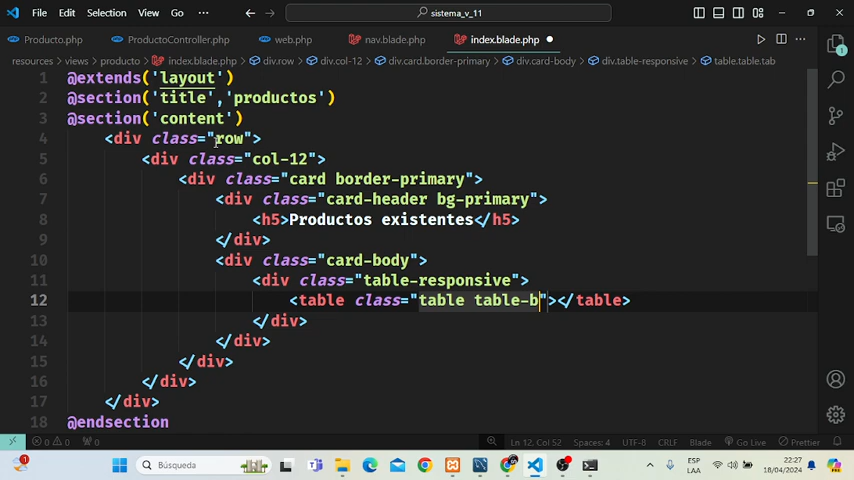 File Edit Selection View Go ··· sistema_v_11
Producto.php ProductoController.php web.php nav.blade.php index.blade.php
resources > views > producto > index.blade.php > div.row > div.col-12 > div.card.border-primary > div.card-body > div.table-responsive > table.table.tab
1 @extends('layout')
2 @section('title','productos')
3 @section('content')
4 <div class="row">
5 <div class="col-12">
6 <div class="card border-primary">
7 <div class="card-header bg-primary">
8 <h5>Productos existentes</h5>
9 </div>
10 <div class="card-body">
11 <div class="table-responsive">
12 <table class="table table-b"></table>
13 </div>
14 </div>
15 </div>
16 </div>
17 </div>
18 @endsection
0 0 0 Ln 12, Col 52 Spaces: 4 UTF-8 CRLF Blade Go Live Prettier
Búsqueda ESP 22:27
LAA 18/04/2024